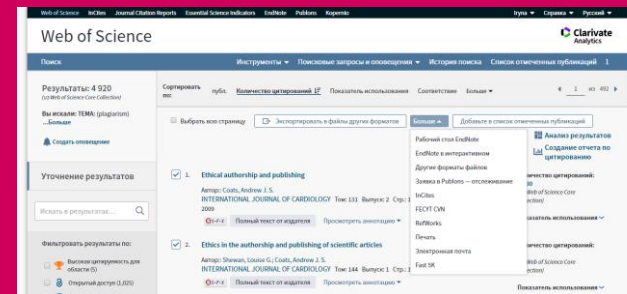 Web of Science InCites Journal Citation Reports Essential Science Indicators EndNote Publons Kopernio Iryna Справка Русский
Web of Science
Clarivate
Analytics
Поиск Инструменты Поисковые запросы и оповещения История поиска Список отмеченных публикаций 1
Результаты: 4 920
(из Web of Science Core Collection)
Вы искали: ТЕМА: (plagiarism)
...Больше
Создать оповещение
Сортировать по: публ. Количество цитирований Показатель использования Соответствие Больше
1 из 492
Выбрать всю страницу Экспортировать в файлы других форматов Больше Добавьте в список отмеченных публикаций
Рабочий стол EndNote
EndNote в интерактивном
Другие форматы файлов
Заявка в Publons — отслеживание
InCites
FECYT CVN
RefWorks
Печать
Электронная почта
Fast 5K
Анализ результатов
Создание отчета по цитированию
Уточнение результатов
Искать в результатах...
Фильтровать результаты по:
Высокая цитируемость для области (5)
Открытый доступ (1,025)
1. Ethical authorship and publishing
Автор: Coats, Andrew J. S.
INTERNATIONAL JOURNAL OF CARDIOLOGY Том: 131 Выпуск: 2 Стр.:
2009
Полный текст от издателя Просмотреть аннотацию
2. Ethics in the authorship and publishing of scientific articles
Автор: Shewan, Louise G.; Coats, Andrew J. S.
INTERNATIONAL JOURNAL OF CARDIOLOGY Том: 144 Выпуск: 1 Стр.:
Полный текст от издателя Просмотреть аннотацию
Показатель использования